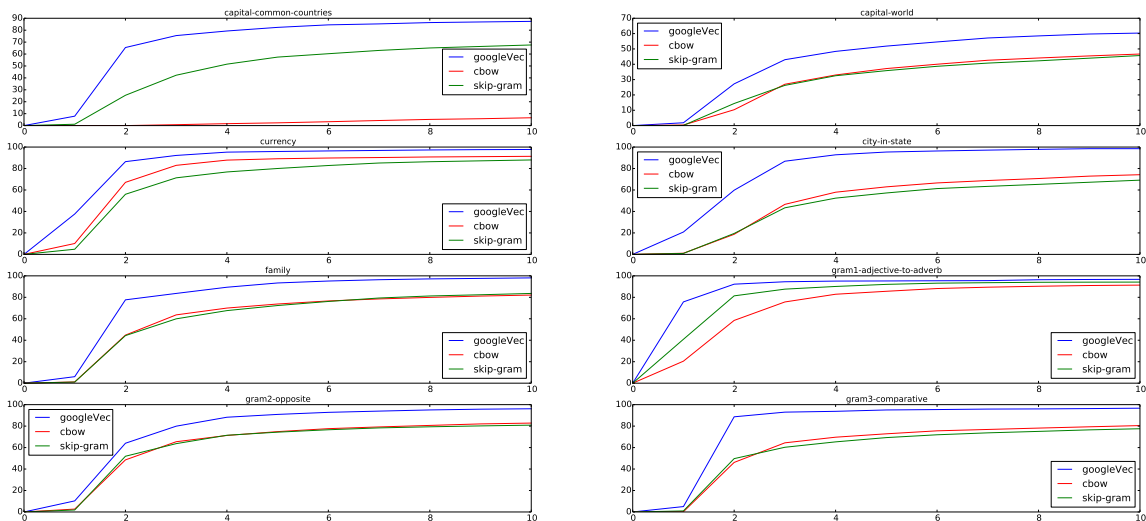 capital-common-countries
90
80
70
60
50
40
30
20
10
0
googleVec
cbow
skip-gram
0 2 4 6 8 10
capital-world
70
60
50
40
30
20
10
0
googleVec
cbow
skip-gram
0 2 4 6 8 10
currency
100
80
60
40
20
0
googleVec
cbow
skip-gram
0 2 4 6 8 10
city-in-state
100
80
60
40
20
0
googleVec
cbow
skip-gram
0 2 4 6 8 10
family
100
80
60
40
20
0
googleVec
cbow
skip-gram
0 2 4 6 8 10
gram1-adjective-to-adverb
100
80
60
40
20
0
googleVec
cbow
skip-gram
0 2 4 6 8 10
gram2-opposite
100
80
60
40
20
0
googleVec
cbow
skip-gram
0 2 4 6 8 10
gram3-comparative
100
80
60
40
20
0
googleVec
cbow
skip-gram
0 2 4 6 8 10